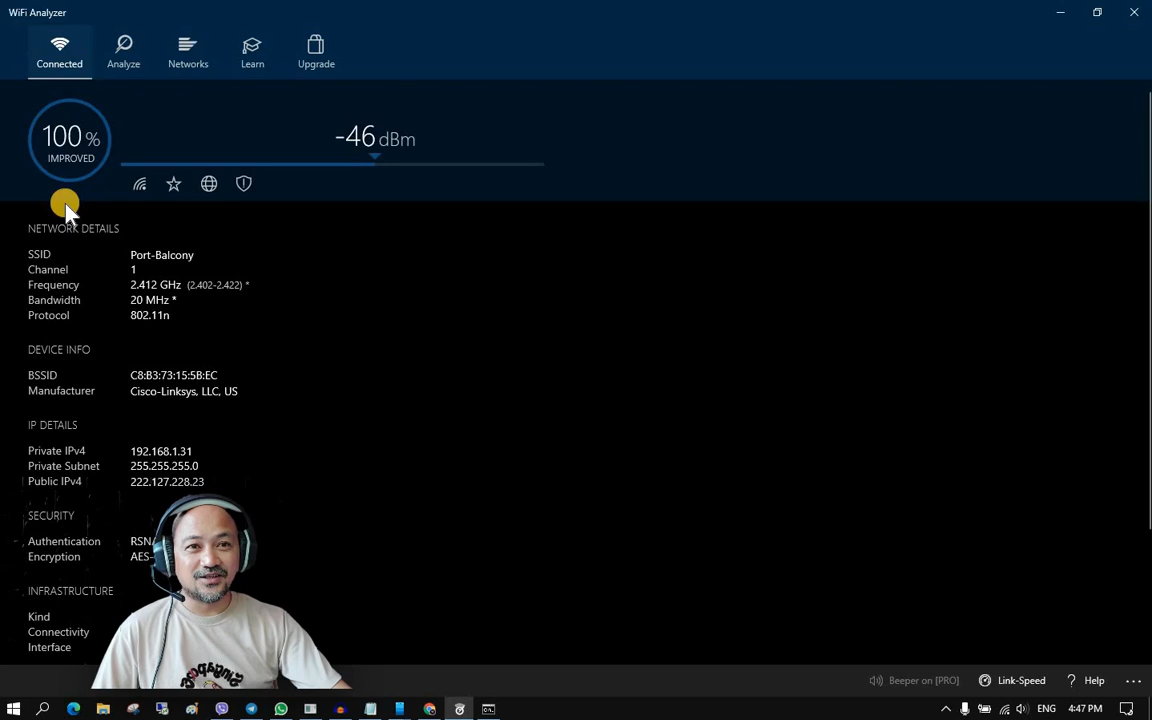 WiFi Analyzer
Connected
Analyze
Networks
Learn
Upgrade
100 %
IMPROVED
-46 dBm
NETWORK DETAILS
SSID Port-Balcony
Channel 1
Frequency 2.412 GHz (2.402-2.422) *
Bandwidth 20 MHz *
Protocol 802.11n
DEVICE INFO
BSSID C8:B3:73:15:5B:EC
Manufacturer Cisco-Linksys, LLC, US
IP DETAILS
Private IPv4 192.168.1.31
Private Subnet 255.255.255.0
Public IPv4 222.127.228.23
SECURITY
Authentication RSN
Encryption AES-
INFRASTRUCTURE
Kind
Connectivity
Interface
Beeper on [PRO]
Link-Speed
? Help
ENG
4:47 PM